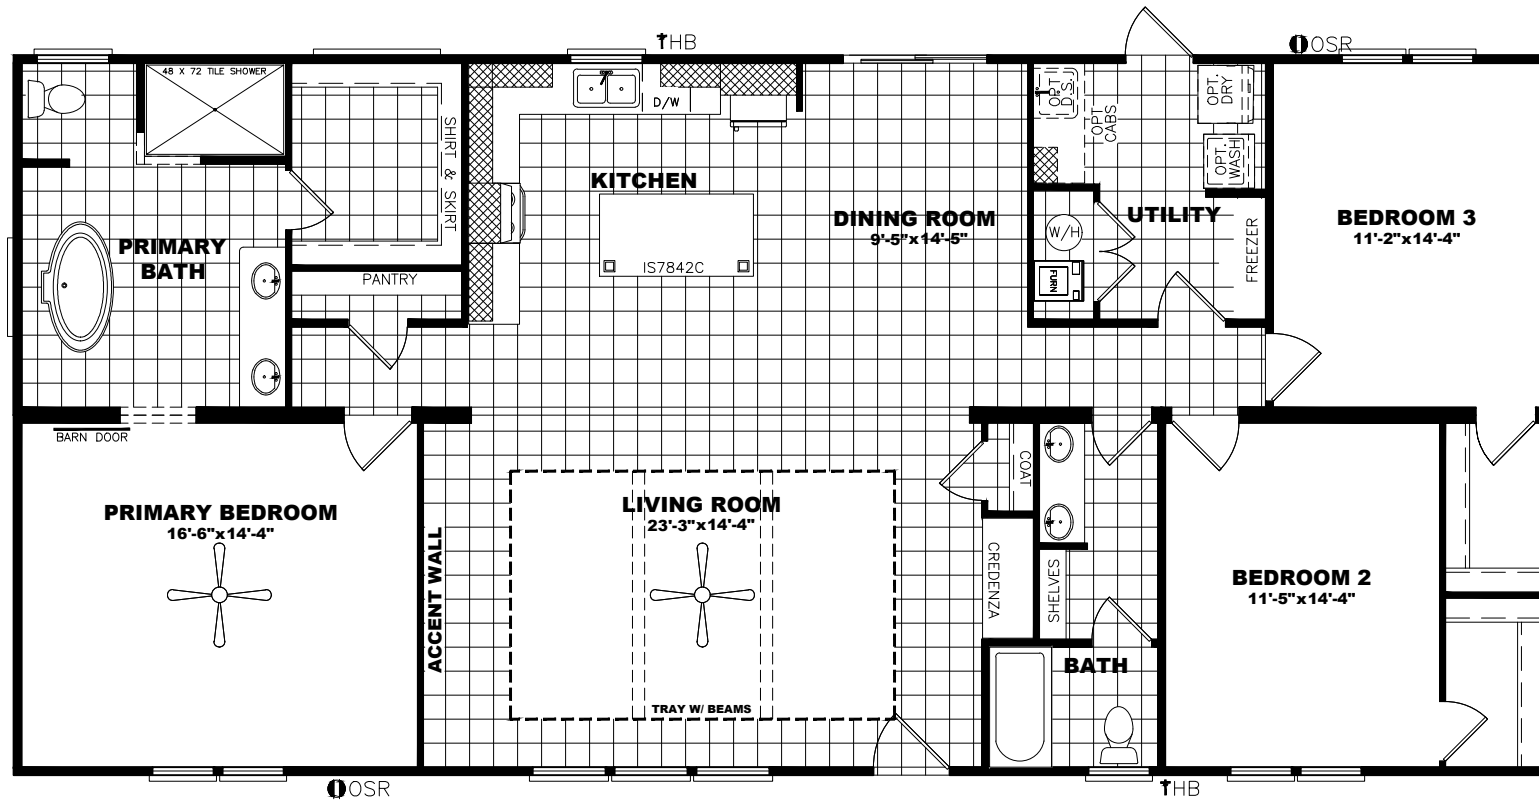 THB
OSR
48 X 72 TILE SHOWER
D/W
OPT.
D.S.
OPT
CABS
OPT.
DRY
OPT.
WASH
SHIRT & SKIRT
KITCHEN
DINING ROOM
9'-5"x14'-5"
UTILITY
BEDROOM 3
11'-2"x14'-4"
PRIMARY
BATH
W/H
FREEZER
IS7842C
PANTRY
FURN
BARN DOOR
COAT
PRIMARY BEDROOM
16'-6"x14'-4"
LIVING ROOM
23'-3"x14'-4"
ACCENT WALL
CREDENZA
SHELVES
BEDROOM 2
11'-5"x14'-4"
BATH
TRAY W/ BEAMS
OSR
THB